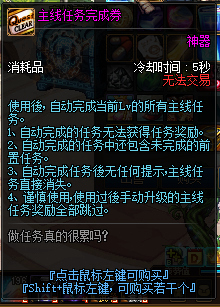 Quest
CLEAR
主线任务完成券
神器
消耗品
冷却时间：5秒
无法交易
使用後，自动完成当前Lv的所有主线任
务。
1、自动完成的任务无法获得任务奖励。
2、自动完成的任务中还包含未完成的前
置任务。
3、自动完成任务後无任何提示，主线任
务直接消失。
4、谨慎使用，使用过後手动升级的主线
任务奖励全部跳过。
做任务真的很累吗？
『点击鼠标左键可购买』
『Shift+鼠标左键，可购买若干个』